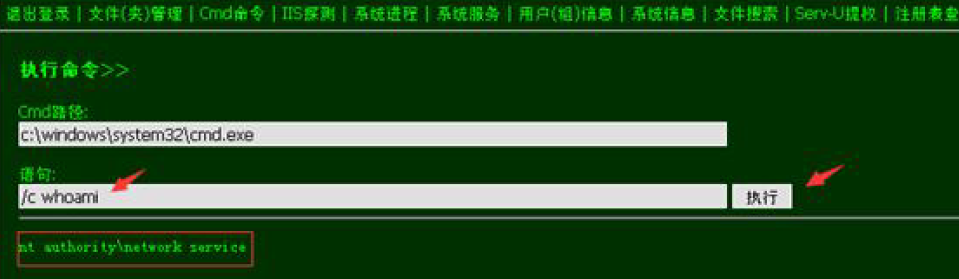 退出登录 | 文件(夹)管理 | Cmd命令 | IIS探测 | 系统进程 | 系统服务 | 用户(组)信息 | 系统信息 | 文件搜索 | Serv-U提权 | 注册表查
执行命令>>
Cmd路径:
c:\windows\system32\cmd.exe
语句:
/c whoami 执行
nt authority\network service